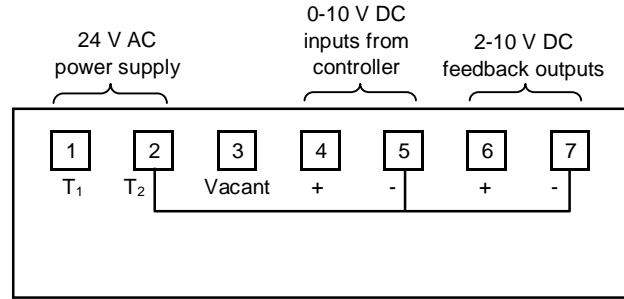 24 V AC
power supply
0-10 V DC
inputs from
controller
2-10 V DC
feedback outputs
1 2 3 4 5 6 7
T₁ T₂ Vacant + - + -